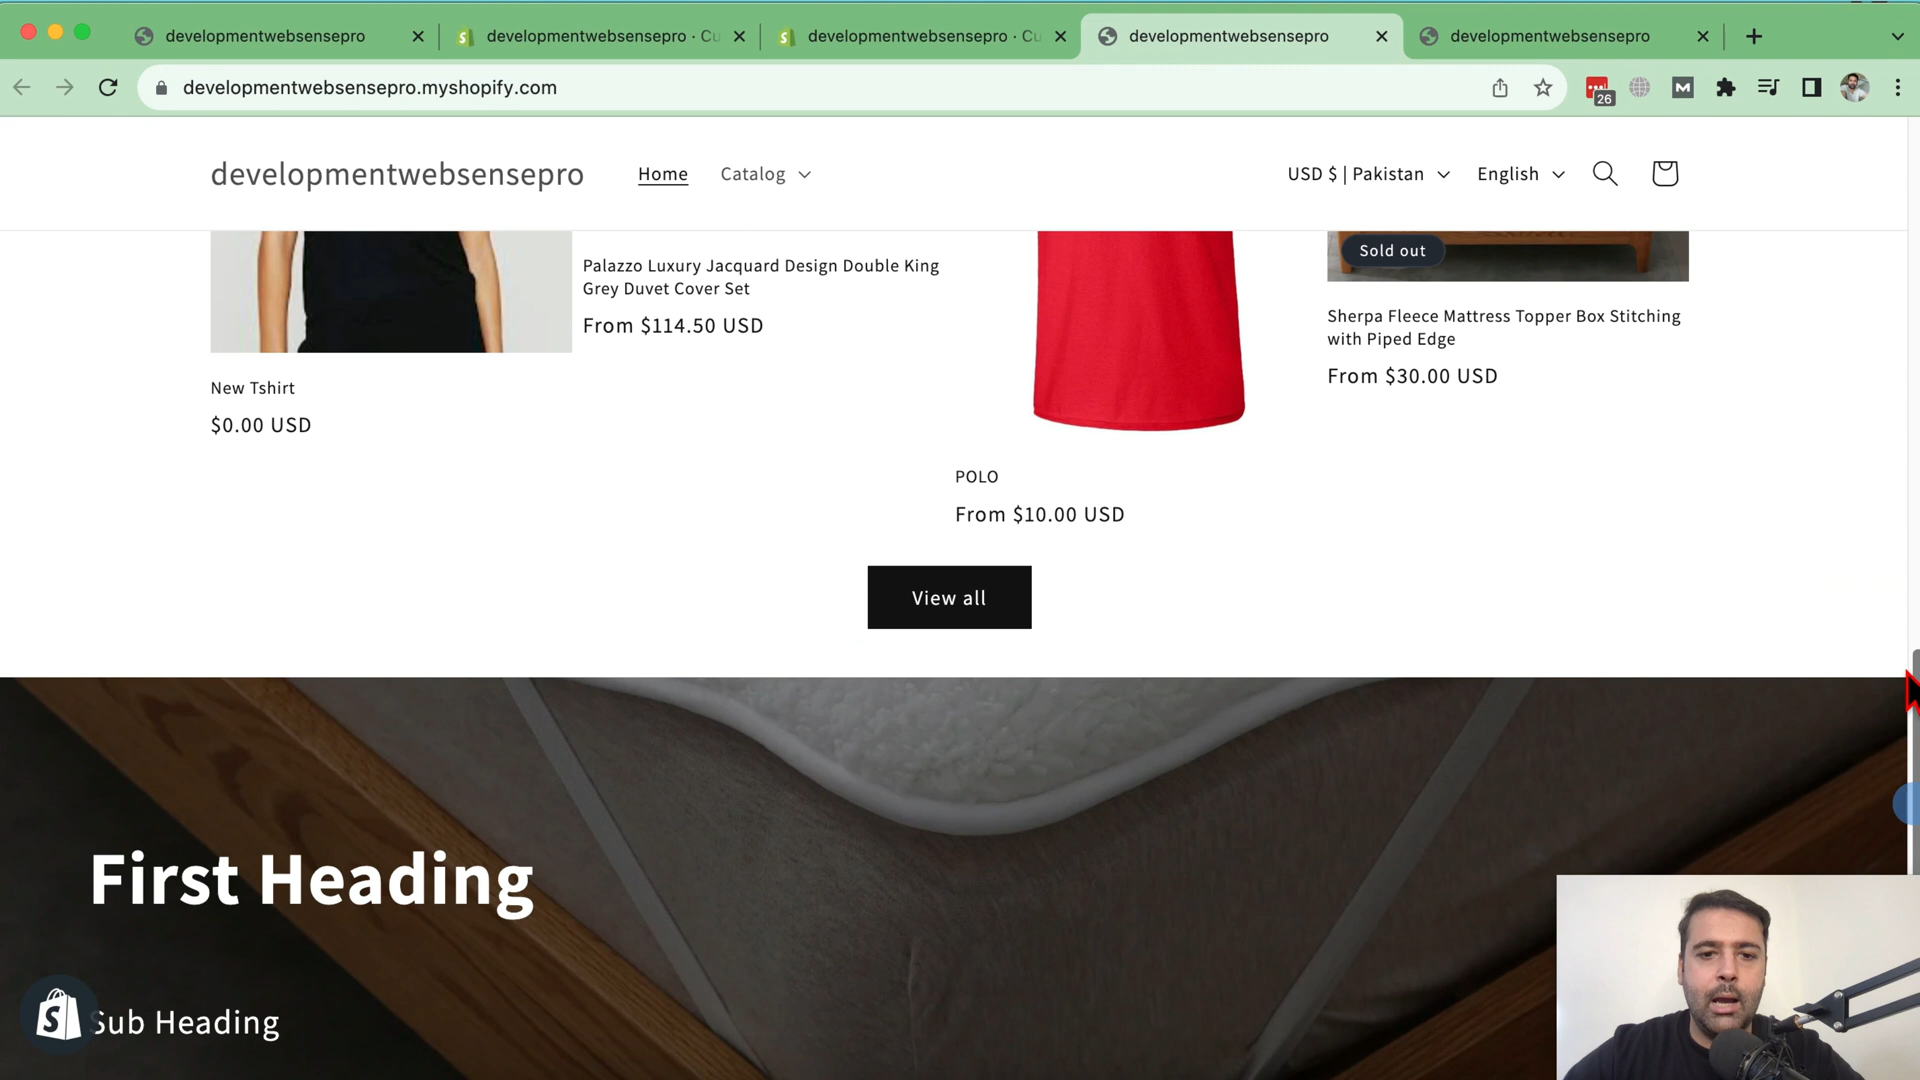 developmentwebsensepro
developmentwebsensepro · Cu
developmentwebsensepro · Cu
developmentwebsensepro
developmentwebsensepro
developmentwebsensepro.myshopify.com
26
developmentwebsensepro
Home
Catalog
USD $ | Pakistan
English
Palazzo Luxury Jacquard Design Double King
Grey Duvet Cover Set
From $114.50 USD
Sold out
Sherpa Fleece Mattress Topper Box Stitching
with Piped Edge
From $30.00 USD
New Tshirt
$0.00 USD
POLO
From $10.00 USD
View all
First Heading
Sub Heading